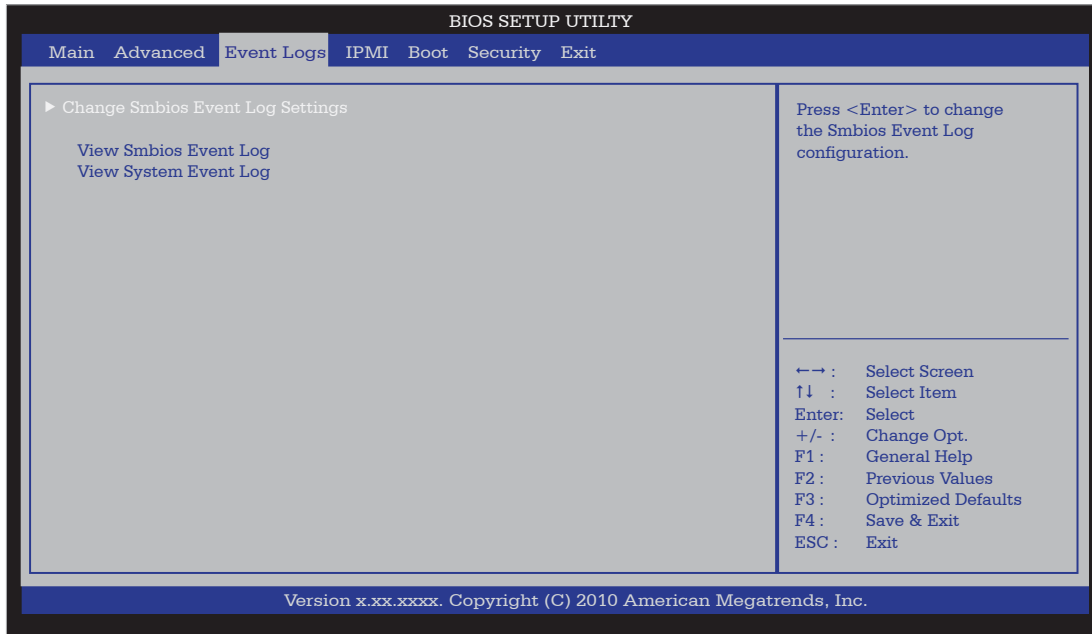 BIOS SETUP UTILTY
Main Advanced Event Logs IPMI Boot Security Exit
▶ Change Smbios Event Log Settings
View Smbios Event Log
View System Event Log
Press <Enter> to change
the Smbios Event Log
configuration.
←→ : Select Screen
↑↓ : Select Item
Enter: Select
+/- : Change Opt.
F1 : General Help
F2 : Previous Values
F3 : Optimized Defaults
F4 : Save & Exit
ESC : Exit
Version x.xx.xxxx. Copyright (C) 2010 American Megatrends, Inc.